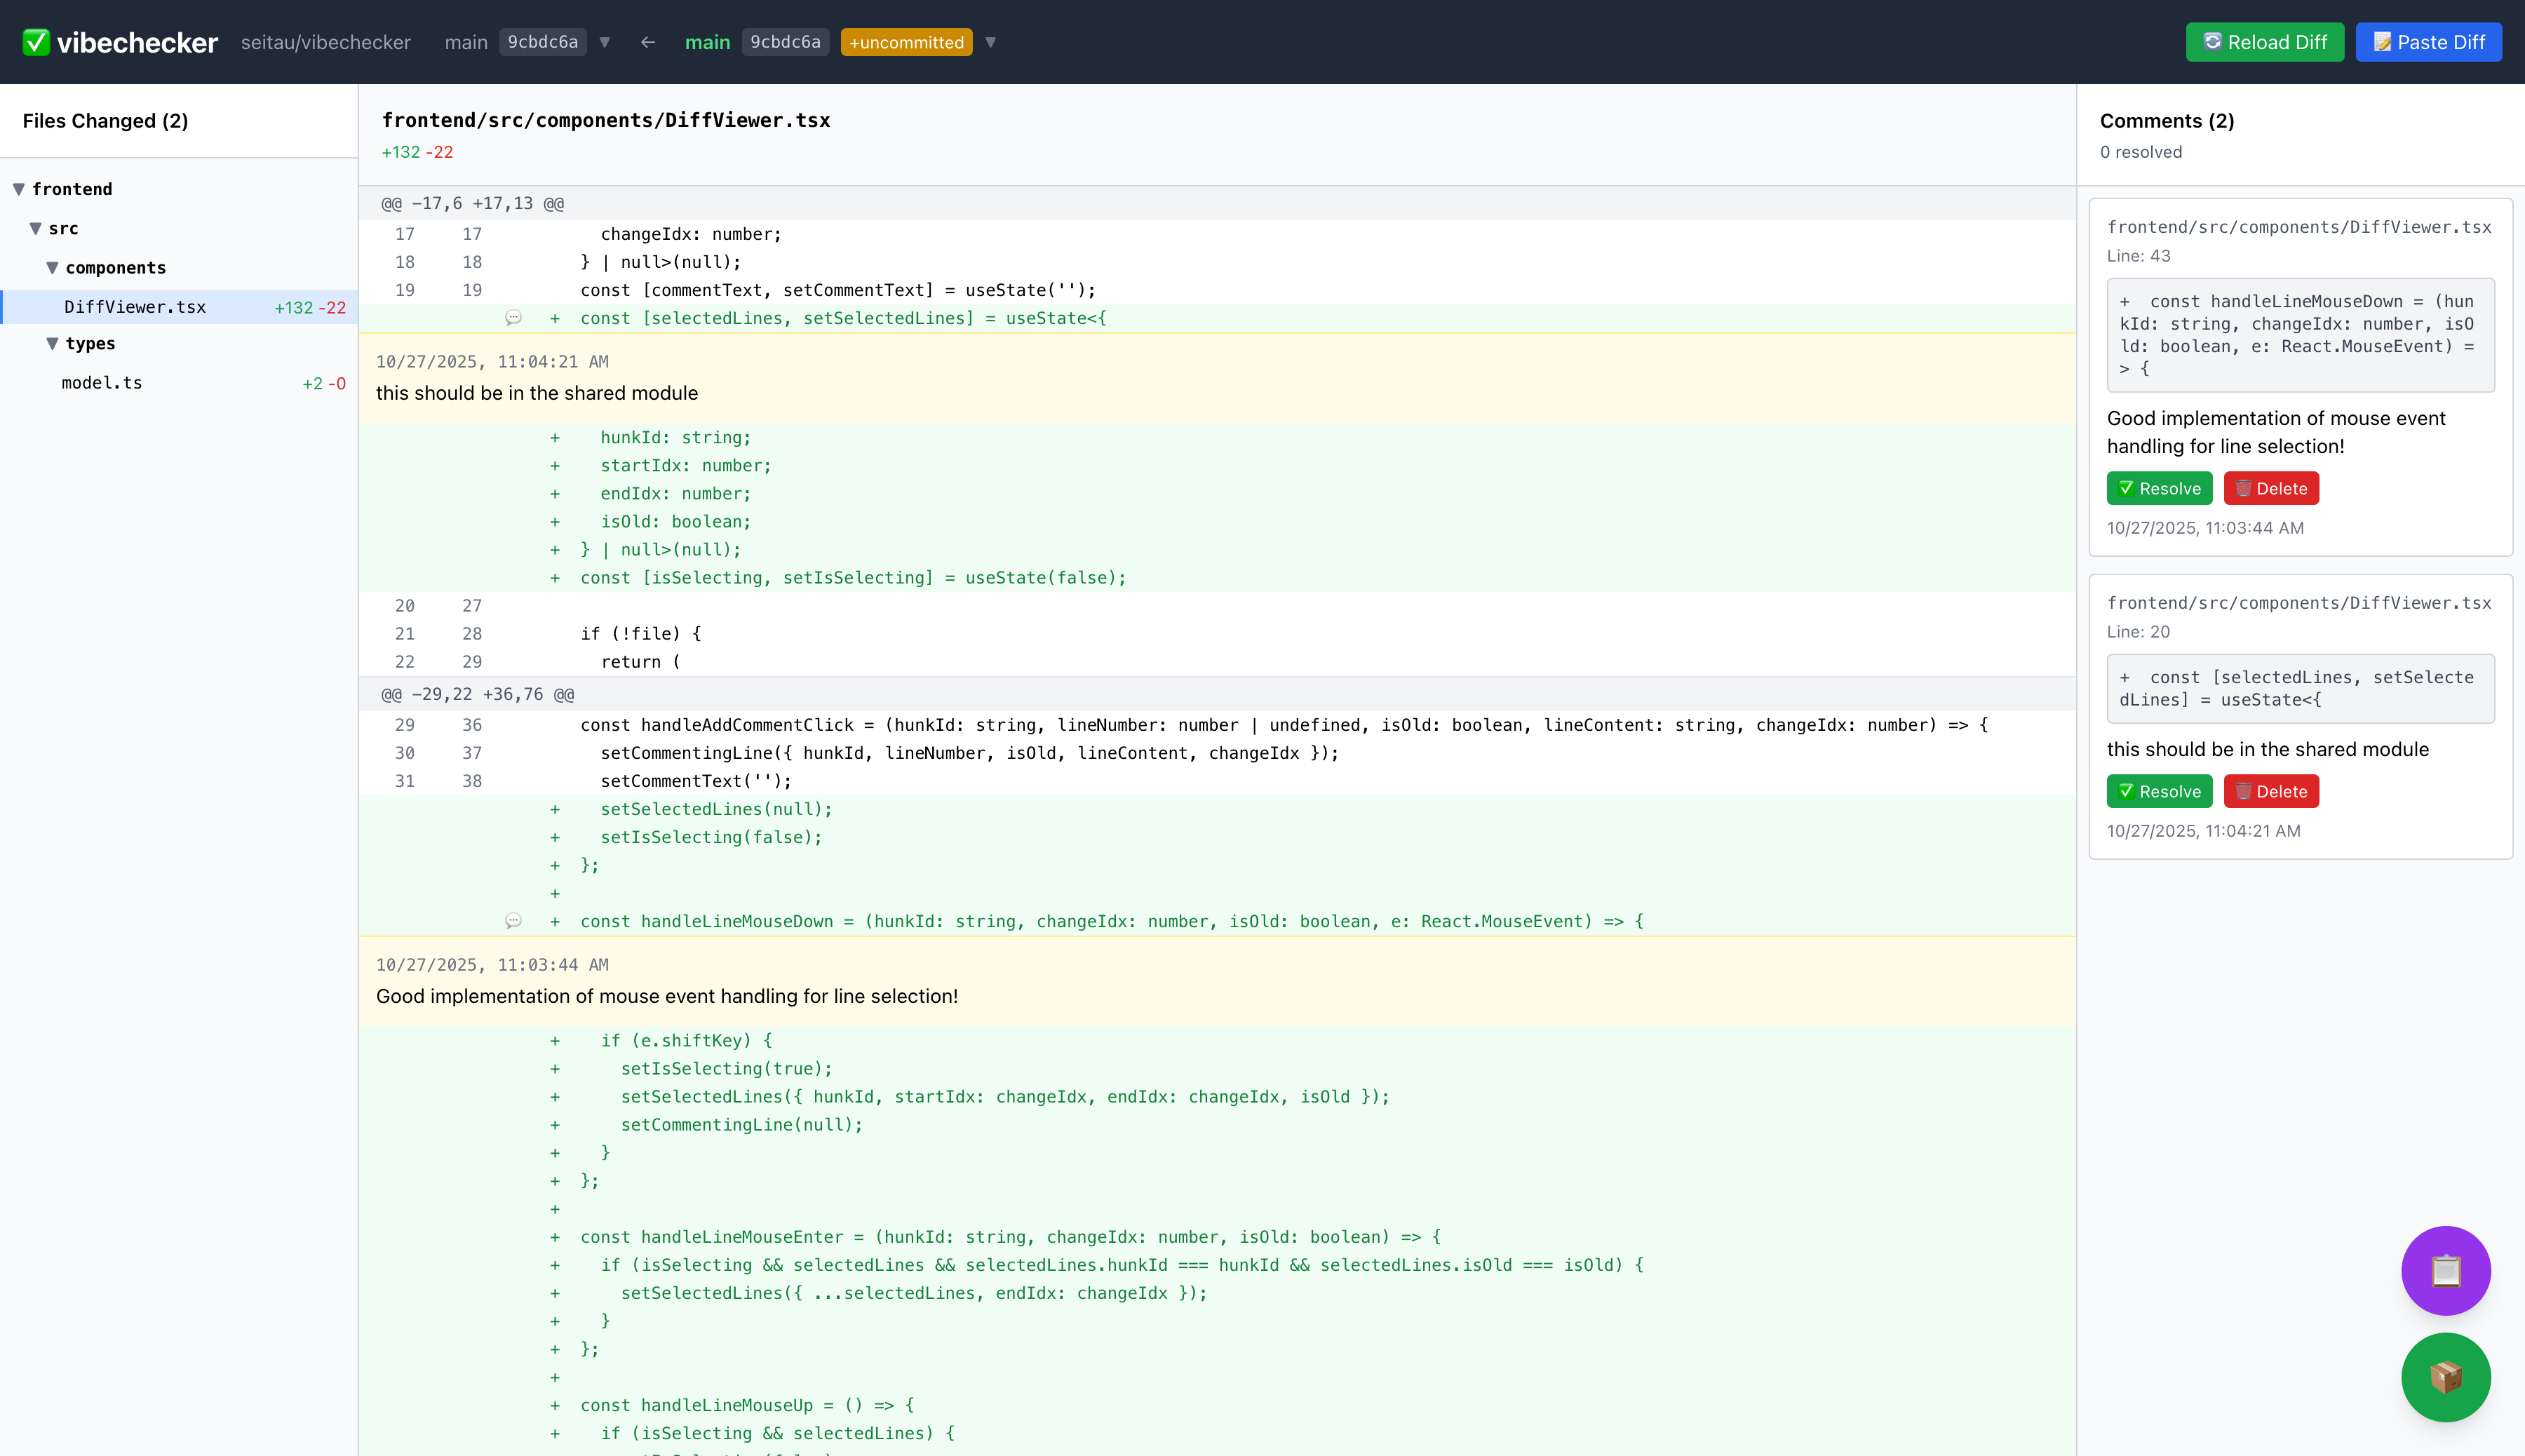 ✅ vibechecker seitau/vibechecker main 9cbdc6a ▼ ← main 9cbdc6a +uncommitted ▼ 🔄 Reload Diff 📝 Paste Diff
Files Changed (2)
▼ frontend
▼ src
▼ components
DiffViewer.tsx +132 -22
▼ types
model.ts +2 -0
frontend/src/components/DiffViewer.tsx
+132 -22
@@ -17,6 +17,13 @@
17 17 changeIdx: number;
18 18 } | null>(null);
19 19 const [commentText, setCommentText] = useState('');
💬 + const [selectedLines, setSelectedLines] = useState<{
10/27/2025, 11:04:21 AM
this should be in the shared module
+ hunkId: string;
+ startIdx: number;
+ endIdx: number;
+ isOld: boolean;
+ } | null>(null);
+ const [isSelecting, setIsSelecting] = useState(false);
20 27
21 28 if (!file) {
22 29 return (
@@ -29,22 +36,76 @@
29 36 const handleAddCommentClick = (hunkId: string, lineNumber: number | undefined, isOld: boolean, lineContent: string, changeIdx: number) => {
30 37 setCommentingLine({ hunkId, lineNumber, isOld, lineContent, changeIdx });
31 38 setCommentText('');
+ setSelectedLines(null);
+ setIsSelecting(false);
+ };
+
💬 + const handleLineMouseDown = (hunkId: string, changeIdx: number, isOld: boolean, e: React.MouseEvent) => {
10/27/2025, 11:03:44 AM
Good implementation of mouse event handling for line selection!
+ if (e.shiftKey) {
+ setIsSelecting(true);
+ setSelectedLines({ hunkId, startIdx: changeIdx, endIdx: changeIdx, isOld });
+ setCommentingLine(null);
+ }
+ };
+
+ const handleLineMouseEnter = (hunkId: string, changeIdx: number, isOld: boolean) => {
+ if (isSelecting && selectedLines && selectedLines.hunkId === hunkId && selectedLines.isOld === isOld) {
+ setSelectedLines({ ...selectedLines, endIdx: changeIdx });
+ }
+ };
+
+ const handleLineMouseUp = () => {
+ if (isSelecting && selectedLines) {
Comments (2)
0 resolved
frontend/src/components/DiffViewer.tsx
Line: 43
+ const handleLineMouseDown = (hun
kId: string, changeIdx: number, isO
ld: boolean, e: React.MouseEvent) =
> {
Good implementation of mouse event
handling for line selection!
✅ Resolve 🗑️ Delete
10/27/2025, 11:03:44 AM
frontend/src/components/DiffViewer.tsx
Line: 20
+ const [selectedLines, setSelecte
dLines] = useState<{
this should be in the shared module
✅ Resolve 🗑️ Delete
10/27/2025, 11:04:21 AM